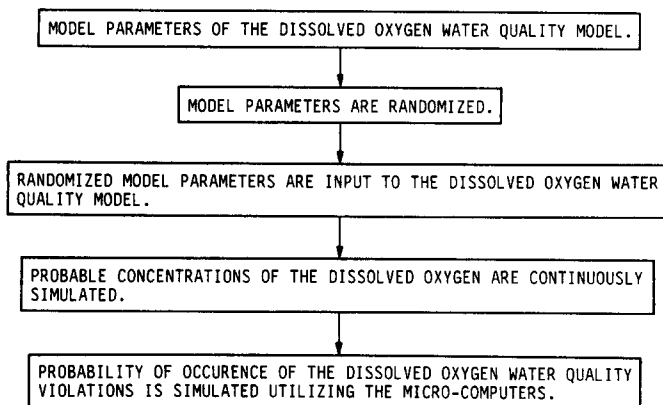 MODEL PARAMETERS OF THE DISSOLVED OXYGEN WATER QUALITY MODEL.
MODEL PARAMETERS ARE RANDOMIZED.
RANDOMIZED MODEL PARAMETERS ARE INPUT TO THE DISSOLVED OXYGEN WATER
QUALITY MODEL.
PROBABLE CONCENTRATIONS OF THE DISSOLVED OXYGEN ARE CONTINUOUSLY
SIMULATED.
PROBABILITY OF OCCURENCE OF THE DISSOLVED OXYGEN WATER QUALITY
VIOLATIONS IS SIMULATED UTILIZING THE MICRO-COMPUTERS.